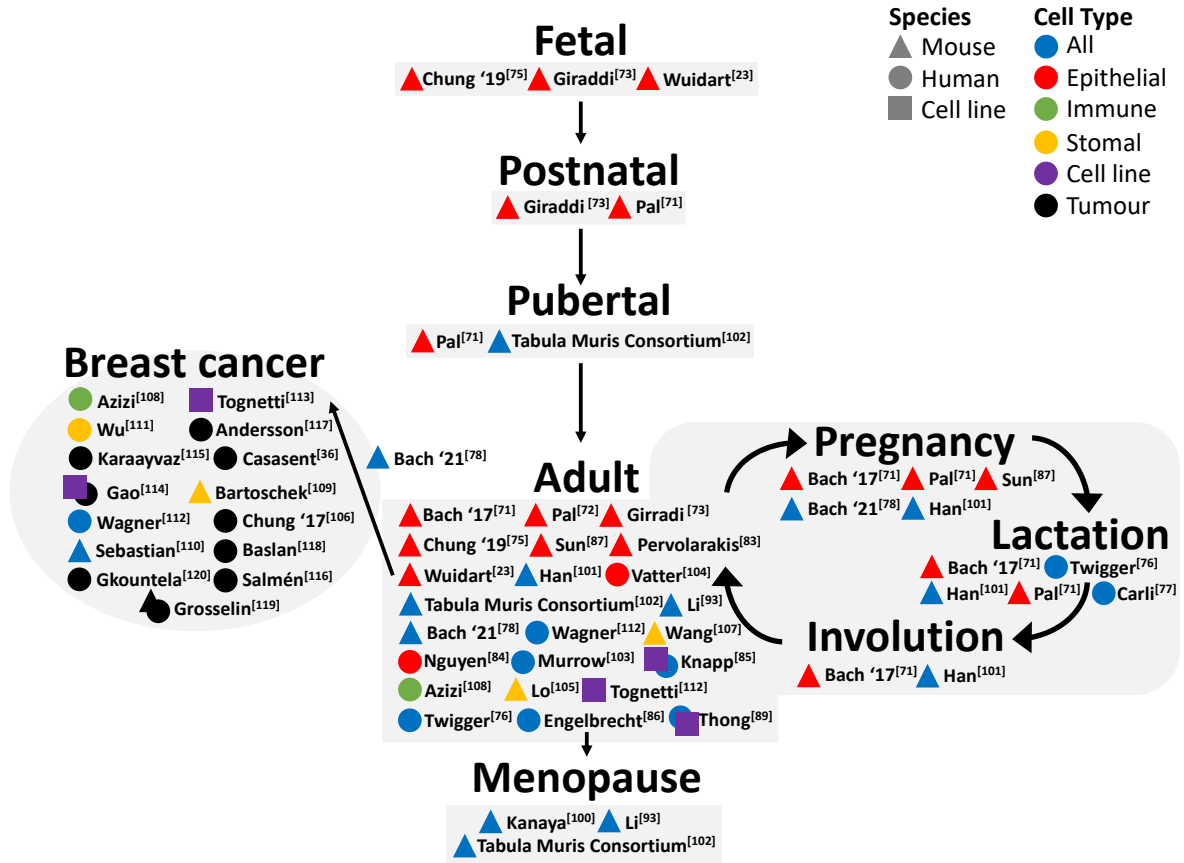 Fetal
Chung ‘19[75] Giraddi[73] Wuidart[23]
Species
Mouse
Human
Cell line
Cell Type
All
Epithelial
Immune
Stomal
Cell line
Tumour
Postnatal
Giraddi [73] Pal[71]
Pubertal
Pal[71] Tabula Muris Consortium[102]
Breast cancer
Azizi[108] Tognetti[113]
Wu[111] Andersson[117]
Karaayvaz[115] Casasent[36]
Gao[114] Bartoschek[109]
Wagner[112] Chung ‘17[106]
Sebastian[110] Baslan[118]
Gkountela[120] Salmén[116]
Grosselin[119]
Bach ‘21[78]
Adult
Bach ‘17[71] Pal[72] Girradi[73]
Chung ‘19[75] Sun[87] Pervolarakis[83]
Wuidart[23] Han[101] Vatter[104]
Tabula Muris Consortium[102] Li[93]
Bach ‘21[78] Wagner[112] Wang[107]
Nguyen[84] Murrow[103] Knapp[85]
Azizi[108] Lo[105] Tognetti[112]
Twigger[76] Engelbrecht[86] Thong[89]
Pregnancy
Bach ‘17[71] Pal[71] Sun[87]
Bach ‘21[78] Han[101]
Lactation
Bach ‘17[71] Twigger[76]
Han[101] Pal[71] Carli[77]
Involution
Bach ‘17[71] Han[101]
Menopause
Kanaya[100] Li[93]
Tabula Muris Consortium[102]